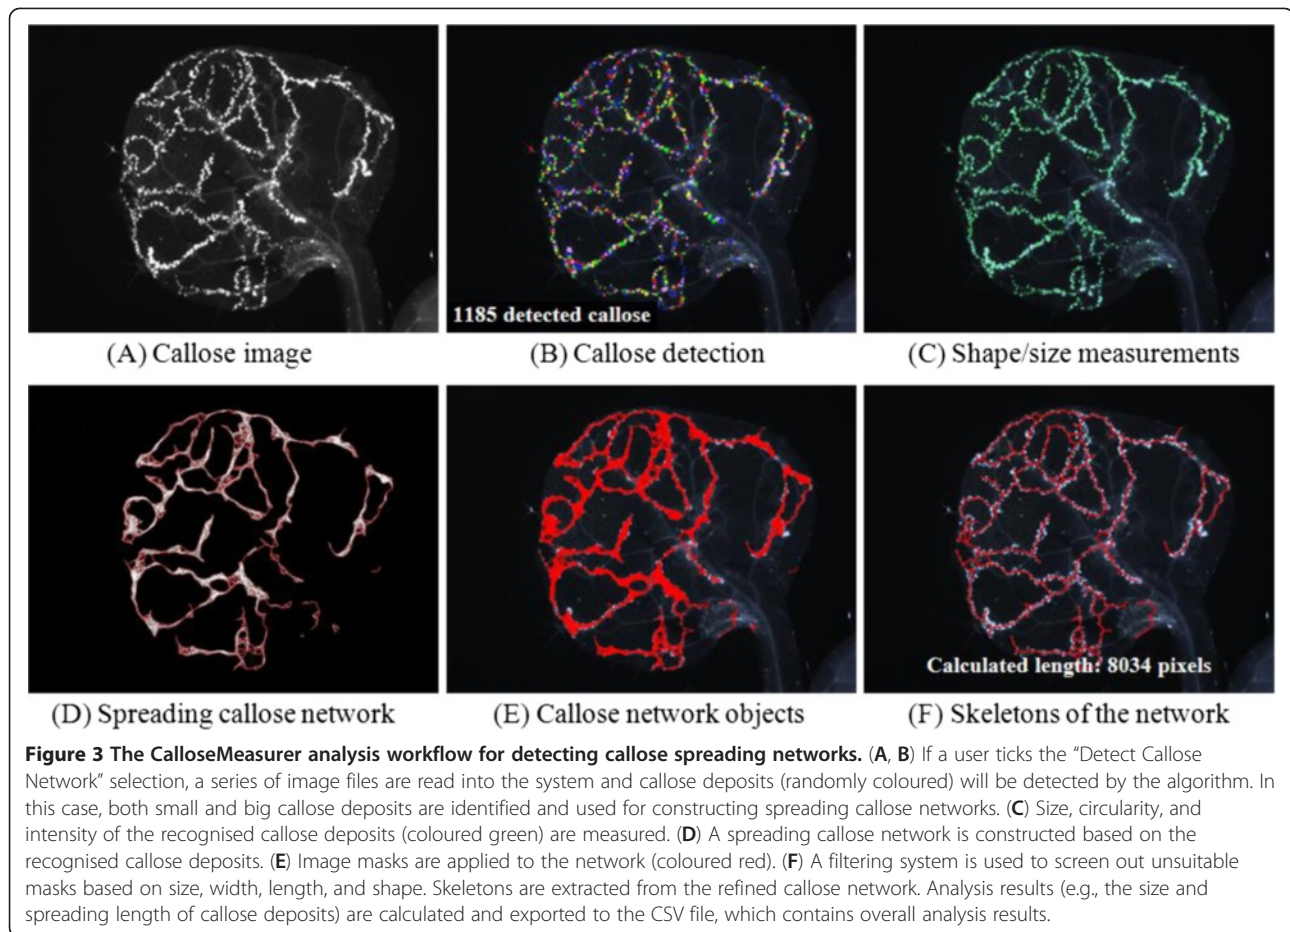 1185 detected callose
(A) Callose image
(B) Callose detection
(C) Shape/size measurements
Calculated length: 8034 pixels
(D) Spreading callose network
(E) Callose network objects
(F) Skeletons of the network
Figure 3 The CalloseMeasurer analysis workflow for detecting callose spreading networks. (A, B) If a user ticks the “Detect Callose
Network” selection, a series of image files are read into the system and callose deposits (randomly coloured) will be detected by the algorithm. In
this case, both small and big callose deposits are identified and used for constructing spreading callose networks. (C) Size, circularity, and
intensity of the recognised callose deposits (coloured green) are measured. (D) A spreading callose network is constructed based on the
recognised callose deposits. (E) Image masks are applied to the network (coloured red). (F) A filtering system is used to screen out unsuitable
masks based on size, width, length, and shape. Skeletons are extracted from the refined callose network. Analysis results (e.g., the size and
spreading length of callose deposits) are calculated and exported to the CSV file, which contains overall analysis results.